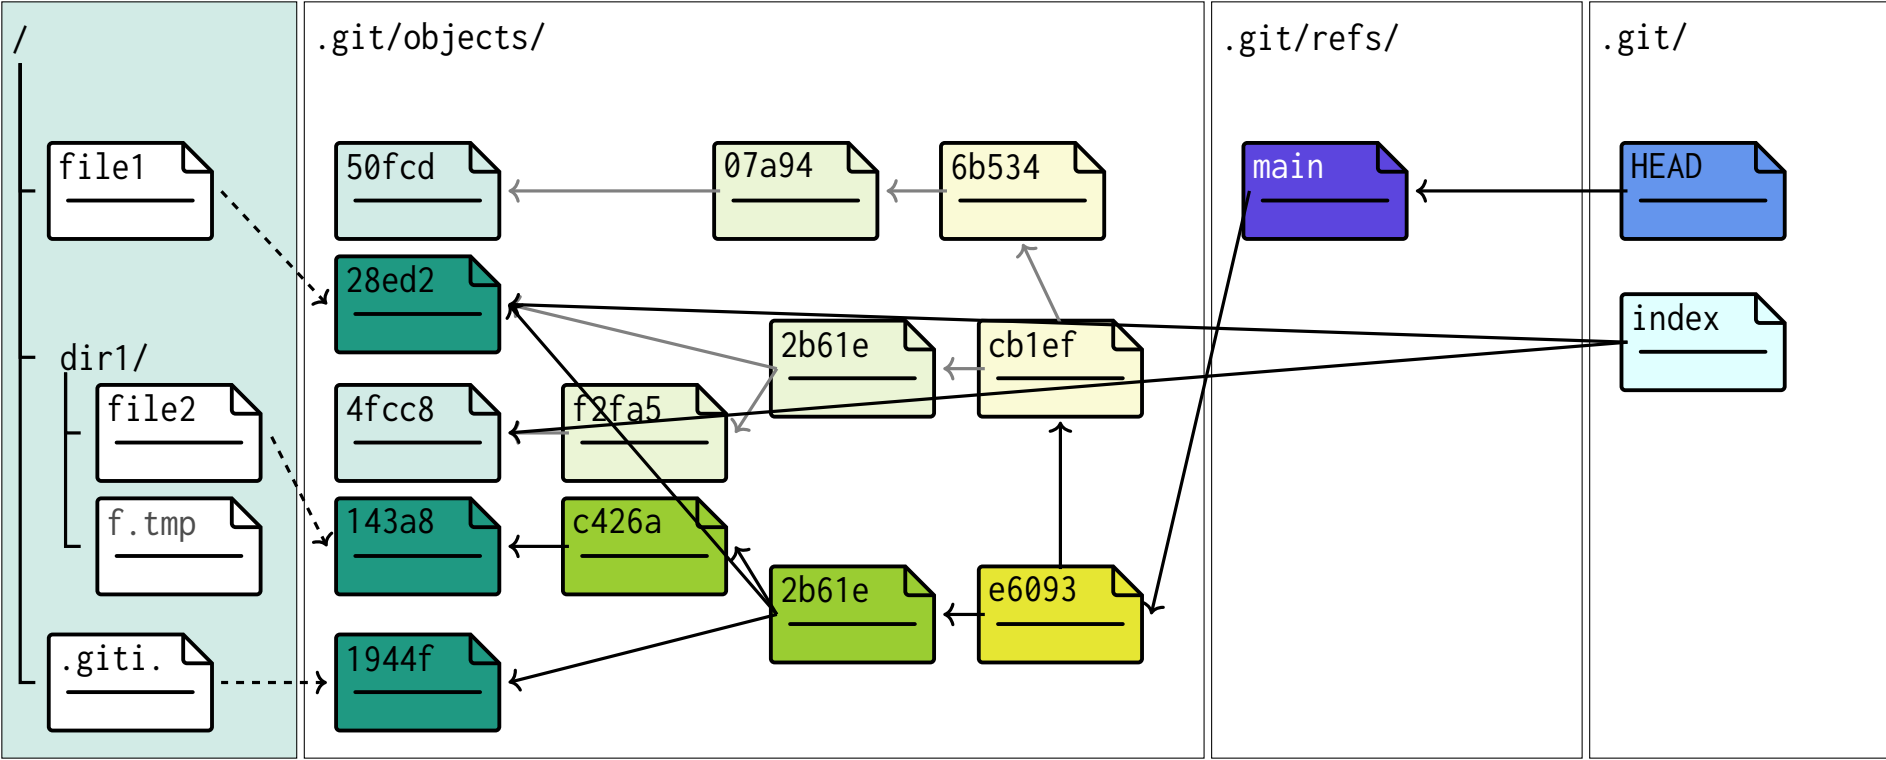 /
file1
dir1/
file2
f.tmp
.giti.
.git/objects/
50fcd
07a94
6b534
28ed2
2b61e
cb1ef
4fcc8
f2fa5
143a8
c426a
2b61e
e6093
1944f
.git/refs/
main
.git/
HEAD
index